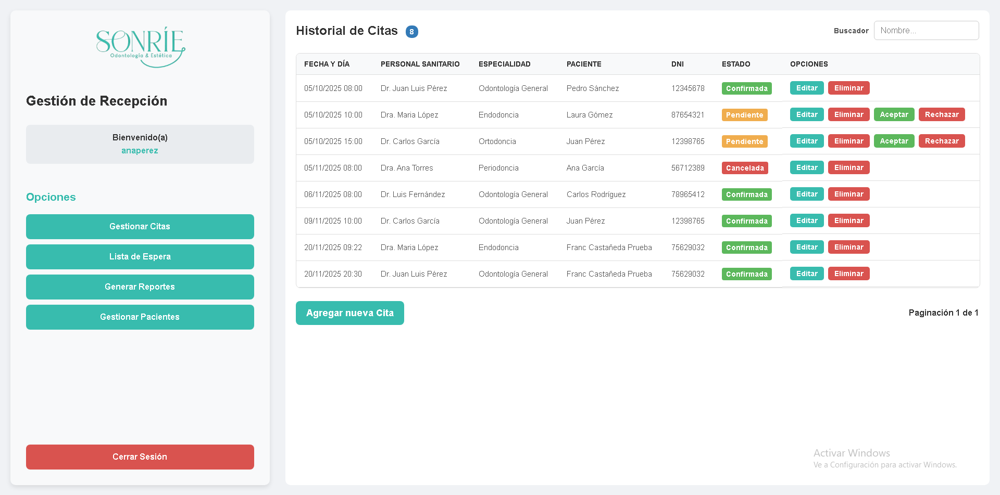 SONRÍE
Odontología & Estética
Gestión de Recepción
Bienvenido(a)
anaperez
Opciones
Gestionar Citas
Lista de Espera
Generar Reportes
Gestionar Pacientes
Cerrar Sesión
Historial de Citas 8
Buscador Nombre...
FECHA Y DÍA PERSONAL SANITARIO ESPECIALIDAD PACIENTE DNI ESTADO OPCIONES
05/10/2025 08:00 Dr. Juan Luis Pérez Odontología General Pedro Sánchez 12345678 Confirmada Editar Eliminar
05/10/2025 10:00 Dra. Maria López Endodoncia Laura Gómez 87654321 Pendiente Editar Eliminar Aceptar Rechazar
05/10/2025 15:00 Dr. Carlos García Ortodoncia Juan Pérez 12398765 Pendiente Editar Eliminar Aceptar Rechazar
05/11/2025 08:00 Dra. Ana Torres Periodoncia Ana García 56712389 Cancelada Editar Eliminar
06/11/2025 08:00 Dr. Luis Fernández Odontología General Carlos Rodríguez 78965412 Confirmada Editar Eliminar
09/11/2025 10:00 Dr. Carlos García Odontología General Juan Pérez 12398765 Confirmada Editar Eliminar
20/11/2025 09:22 Dra. Maria López Endodoncia Franc Castañeda Prueba 75629032 Confirmada Editar Eliminar
20/11/2025 20:30 Dr. Juan Luis Pérez Odontología General Franc Castañeda Prueba 75629032 Confirmada Editar Eliminar
Agregar nueva Cita
Paginación 1 de 1
Activar Windows
Ve a Configuración para activar Windows.